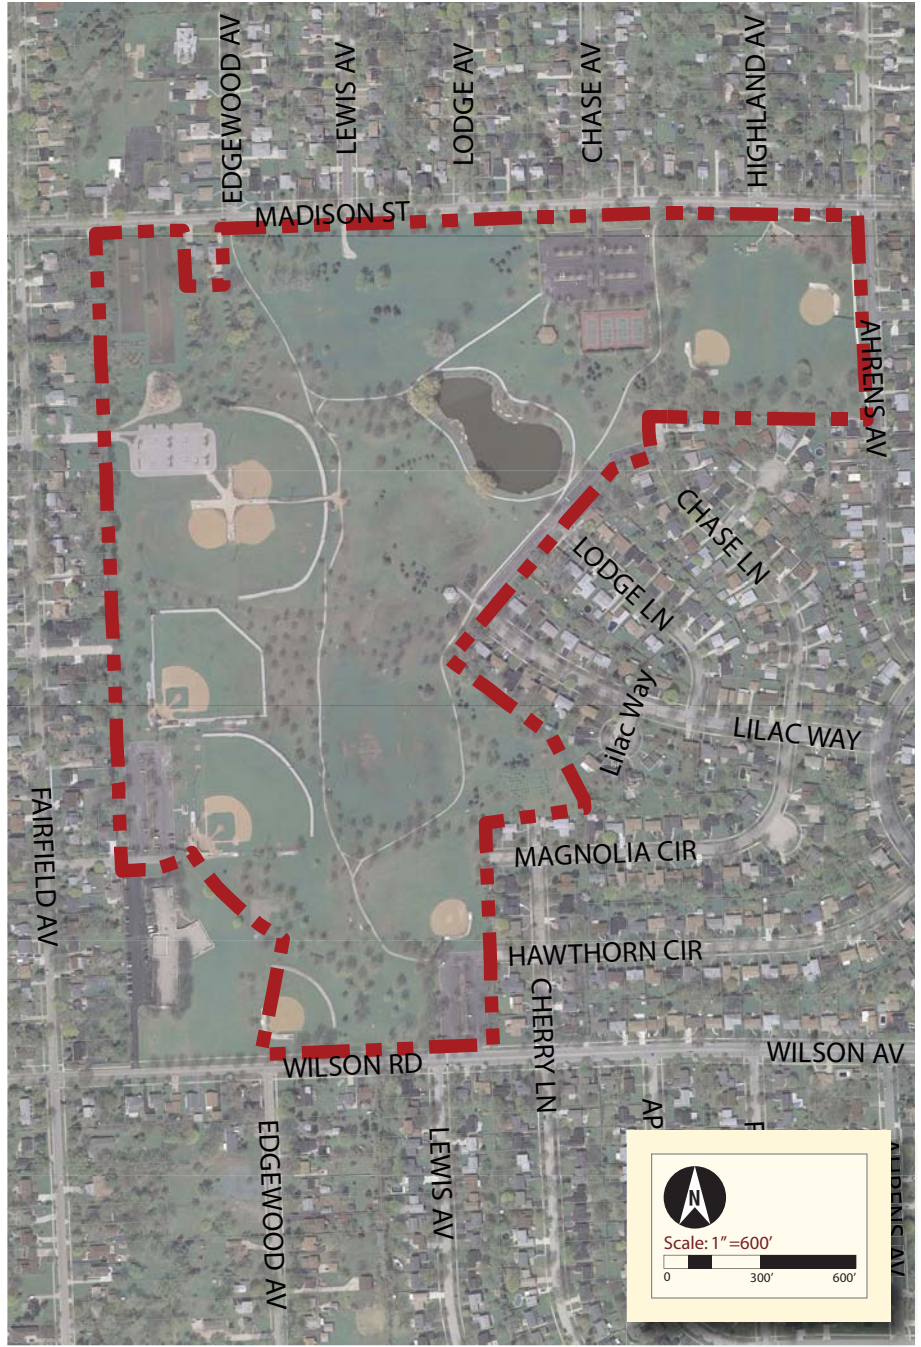 EDGEWOOD AV
LEWIS AV
LODGE AV
CHASE AV
HIGHLAND AV
MADISON ST
AHRENS AV
CHASE LN
LODGE LN
Lilac Way
LILAC WAY
FAIRFIELD AV
MAGNOLIA CIR
HAWTHORN CIR
CHERRY LN
WILSON RD
WILSON AV
EDGEWOOD AV
LEWIS AV
AHRENS AV
N
Scale: 1"=600'
0 300' 600'